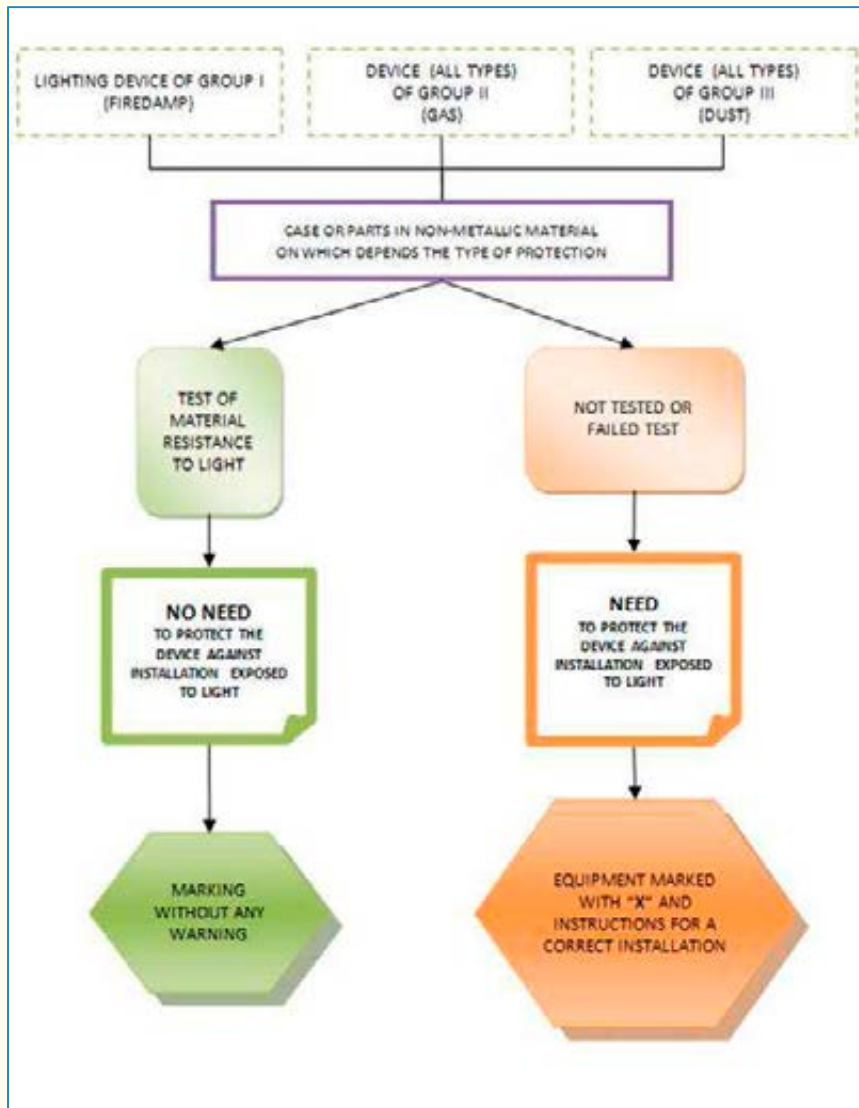 LIGHTING DEVICE OF GROUP I
(FIREDAMP)
DEVICE (ALL TYPES)
OF GROUP II
(GAS)
DEVICE (ALL TYPES)
OF GROUP III
(DUST)
CASE OR PARTS IN NON-METALLIC MATERIAL
ON WHICH DEPENDS THE TYPE OF PROTECTION
TEST OF
MATERIAL
RESISTANCE
TO LIGHT
NOT TESTED OR
FAILED TEST
NO NEED
TO PROTECT THE
DEVICE AGAINST
INSTALLATION EXPOSED
TO LIGHT
NEED
TO PROTECT THE
DEVICE AGAINST
INSTALLATION EXPOSED
TO LIGHT
MARKING
WITHOUT ANY
WARNING
EQUIPMENT MARKED
WITH "X" AND
INSTRUCTIONS FOR A
CORRECT INSTALLATION